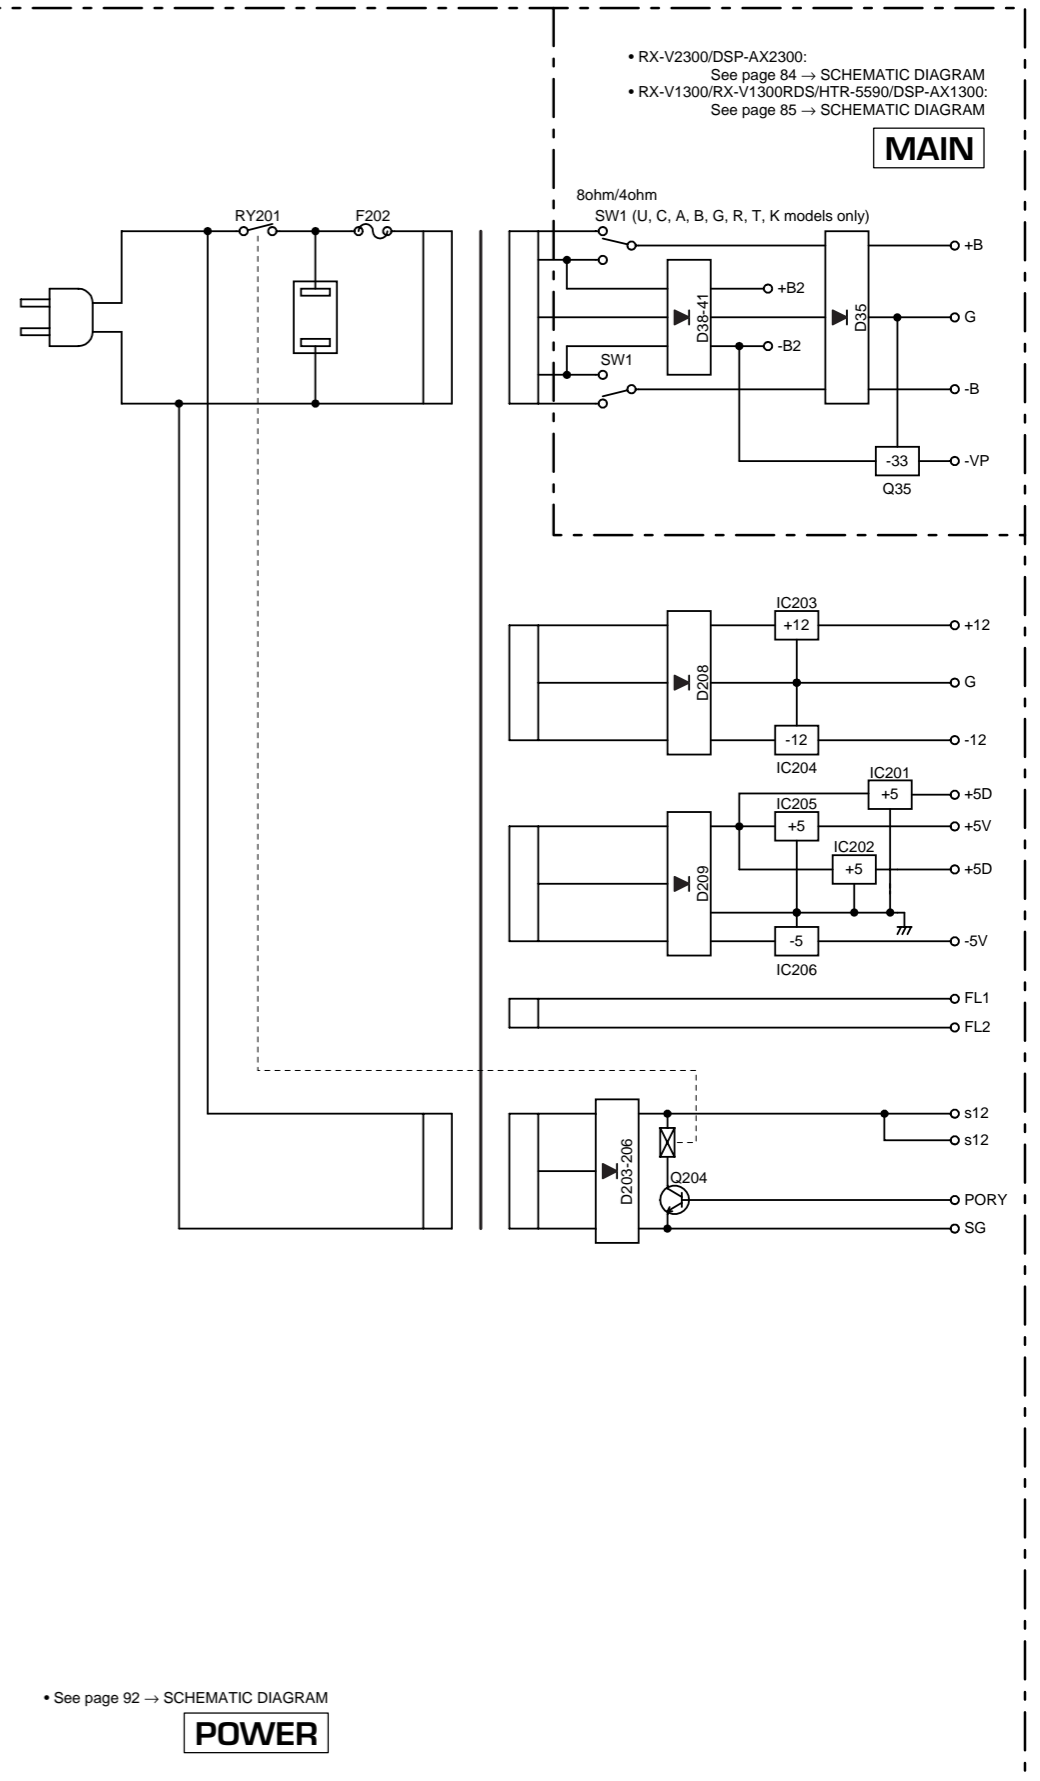 • RX-V2300/DSP-AX2300:
See page 84 → SCHEMATIC DIAGRAM
• RX-V1300/RX-V1300RDS/HTR-5590/DSP-AX1300:
See page 85 → SCHEMATIC DIAGRAM
MAIN
8ohm/4ohm
SW1 (U, C, A, B, G, R, T, K models only)
RY201
F202
+B
+B2
D38-41
D35
G
-B2
SW1
-B
-33
-VP
Q35
IC203
+12
+12
D208
G
-12
-12
IC204
IC201
+5
+5D
IC205
+5
+5V
IC202
+5
+5D
D209
-5
-5V
IC206
FL1
FL2
s12
s12
D203-206
Q204
PORY
SG
• See page 92 → SCHEMATIC DIAGRAM
POWER